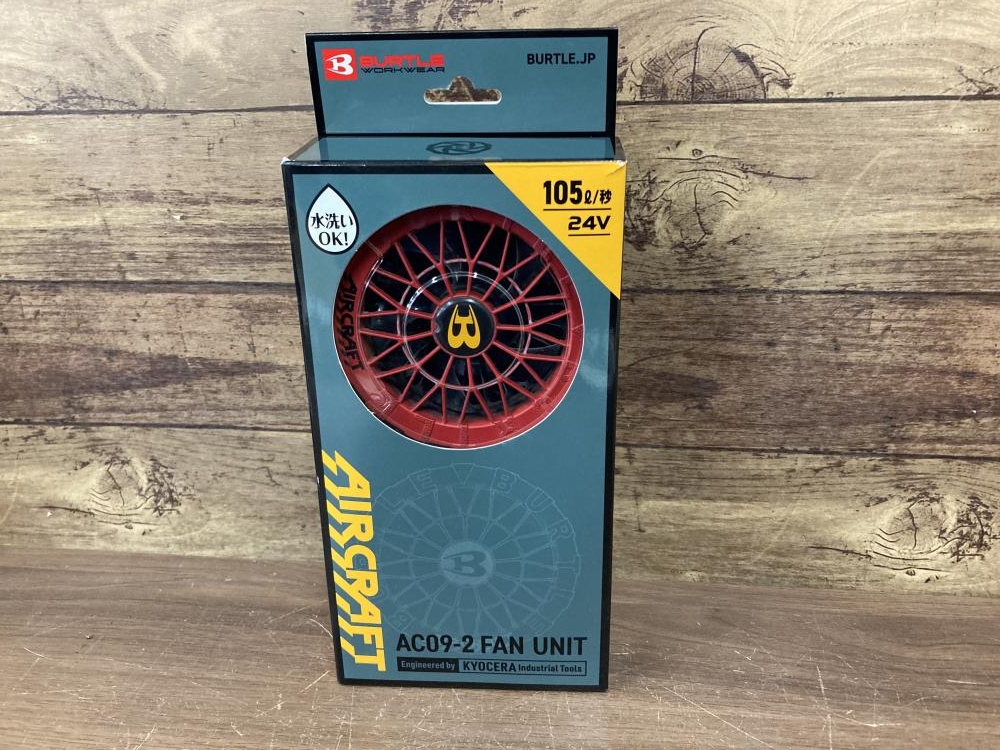 BURTLE
WORKWEAR
BURTLE.JP
水洗い
OK!
105ℓ/秒
24V
AIRCRAFT
AIRCRAFT
AC09-2 FAN UNIT
Engineered by KYOCERA Industrial Tools